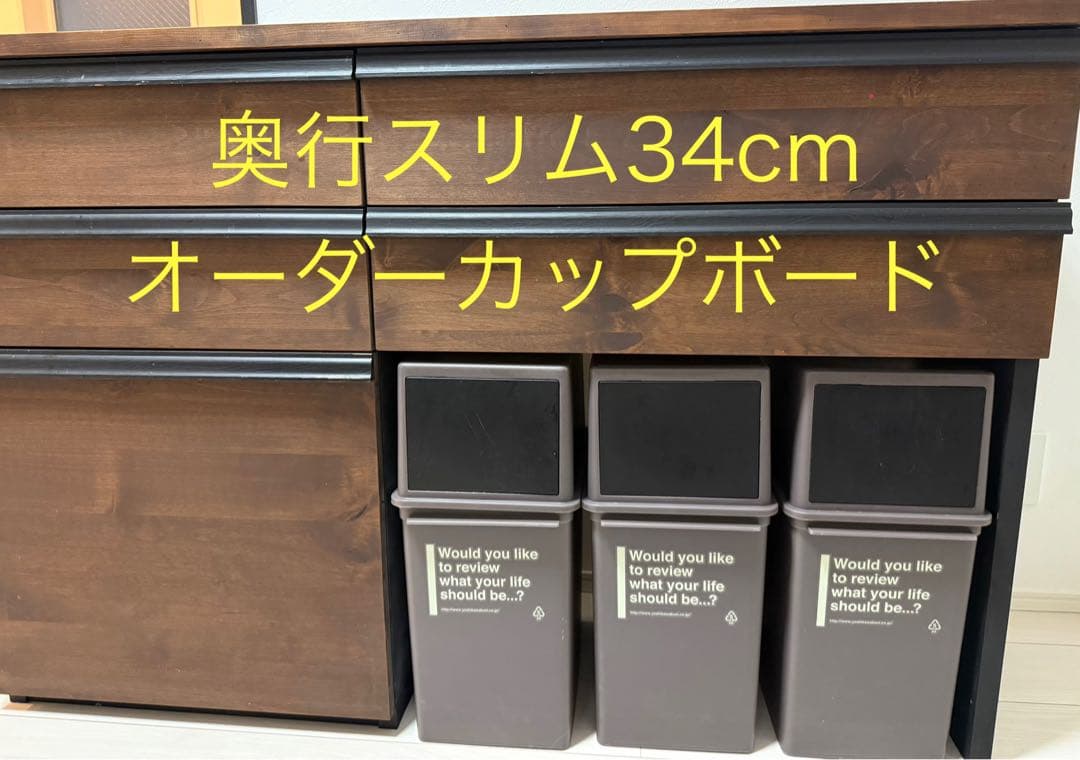 奥行スリム34cm
オーダーカップボード
Would you like
to review
what your life
should be...?
Would you like
to review
what your life
should be...?
Would you like
to review
what your life
should be...?